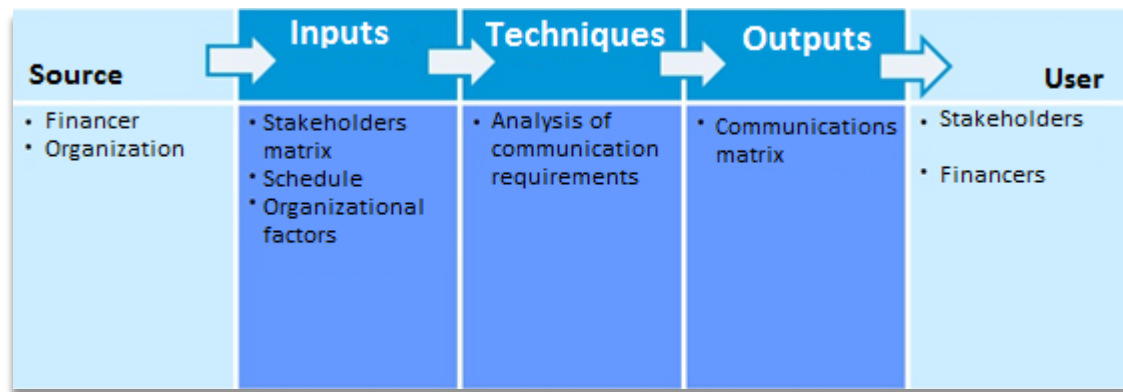 Source
Inputs
Techniques
Outputs
User
• Financer
• Organization
• Stakeholders
matrix
• Schedule
• Organizational
factors
• Analysis of
communication
requirements
• Communications
matrix
• Stakeholders
• Financers